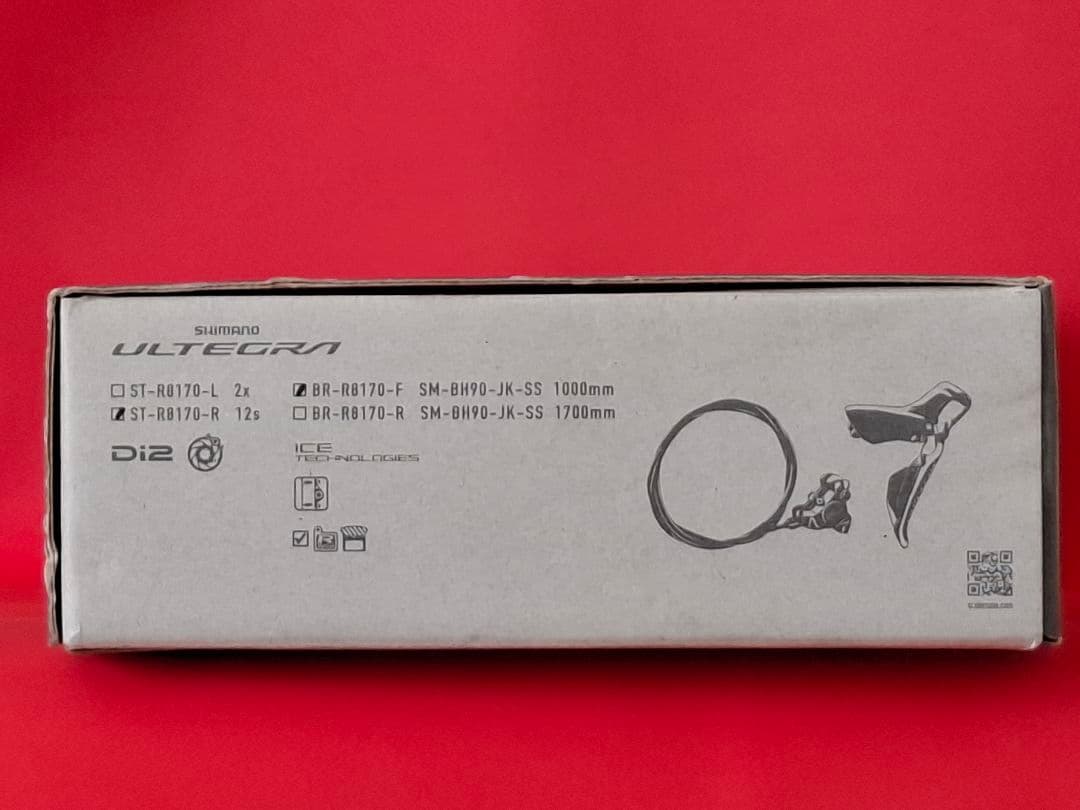 SHIMANO
ULTEGRA
ST-R8170-L 2x
ST-R8170-R 12s
BR-R8170-F SM-BH90-JK-SS 1000mm
BR-R8170-R SM-BH90-JK-SS 1700mm
Di2
ICE
TECHNOLOGIES